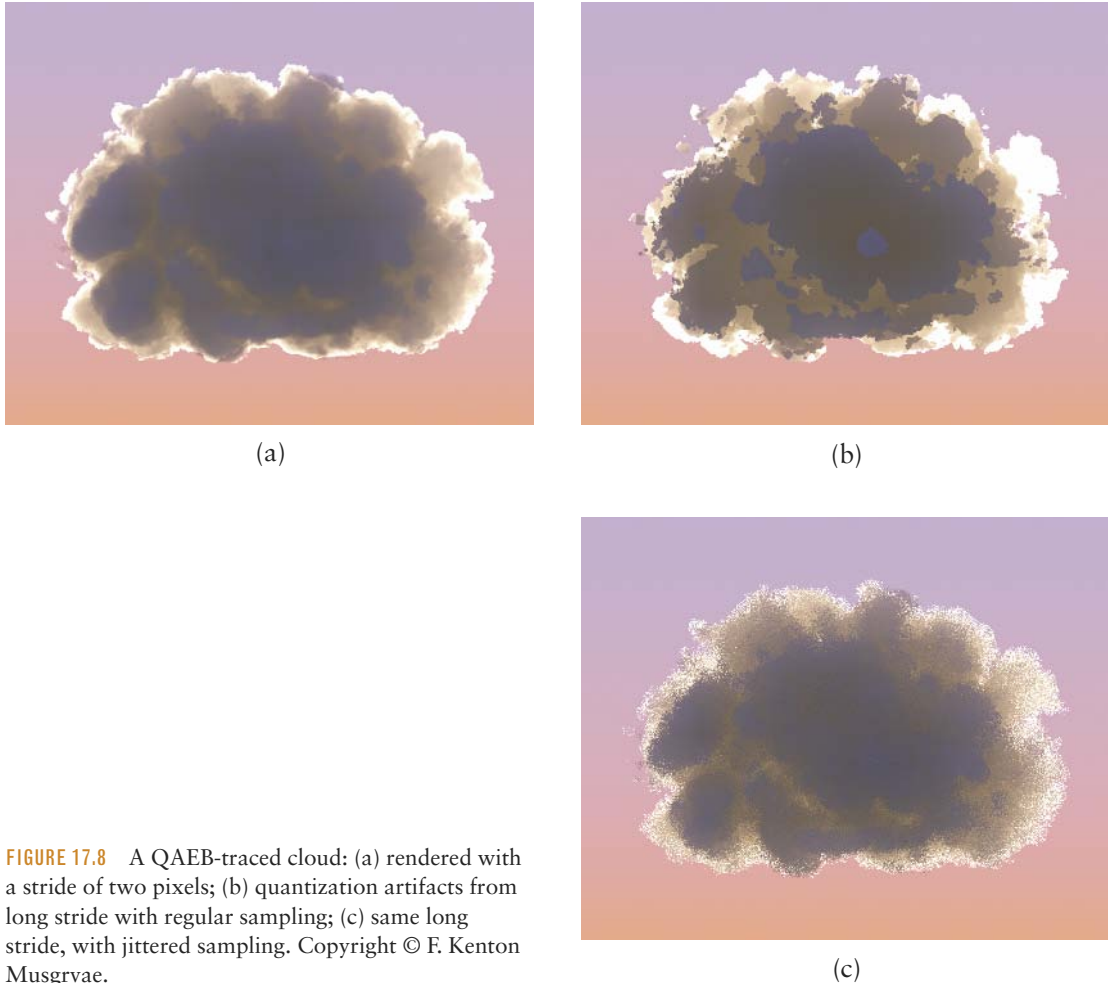 (a)
(b)
FIGURE 17.8 A QAEB-traced cloud: (a) rendered with
a stride of two pixels; (b) quantization artifacts from
long stride with regular sampling; (c) same long
stride, with jittered sampling. Copyright © F. Kenton
Musgrvae.
(c)